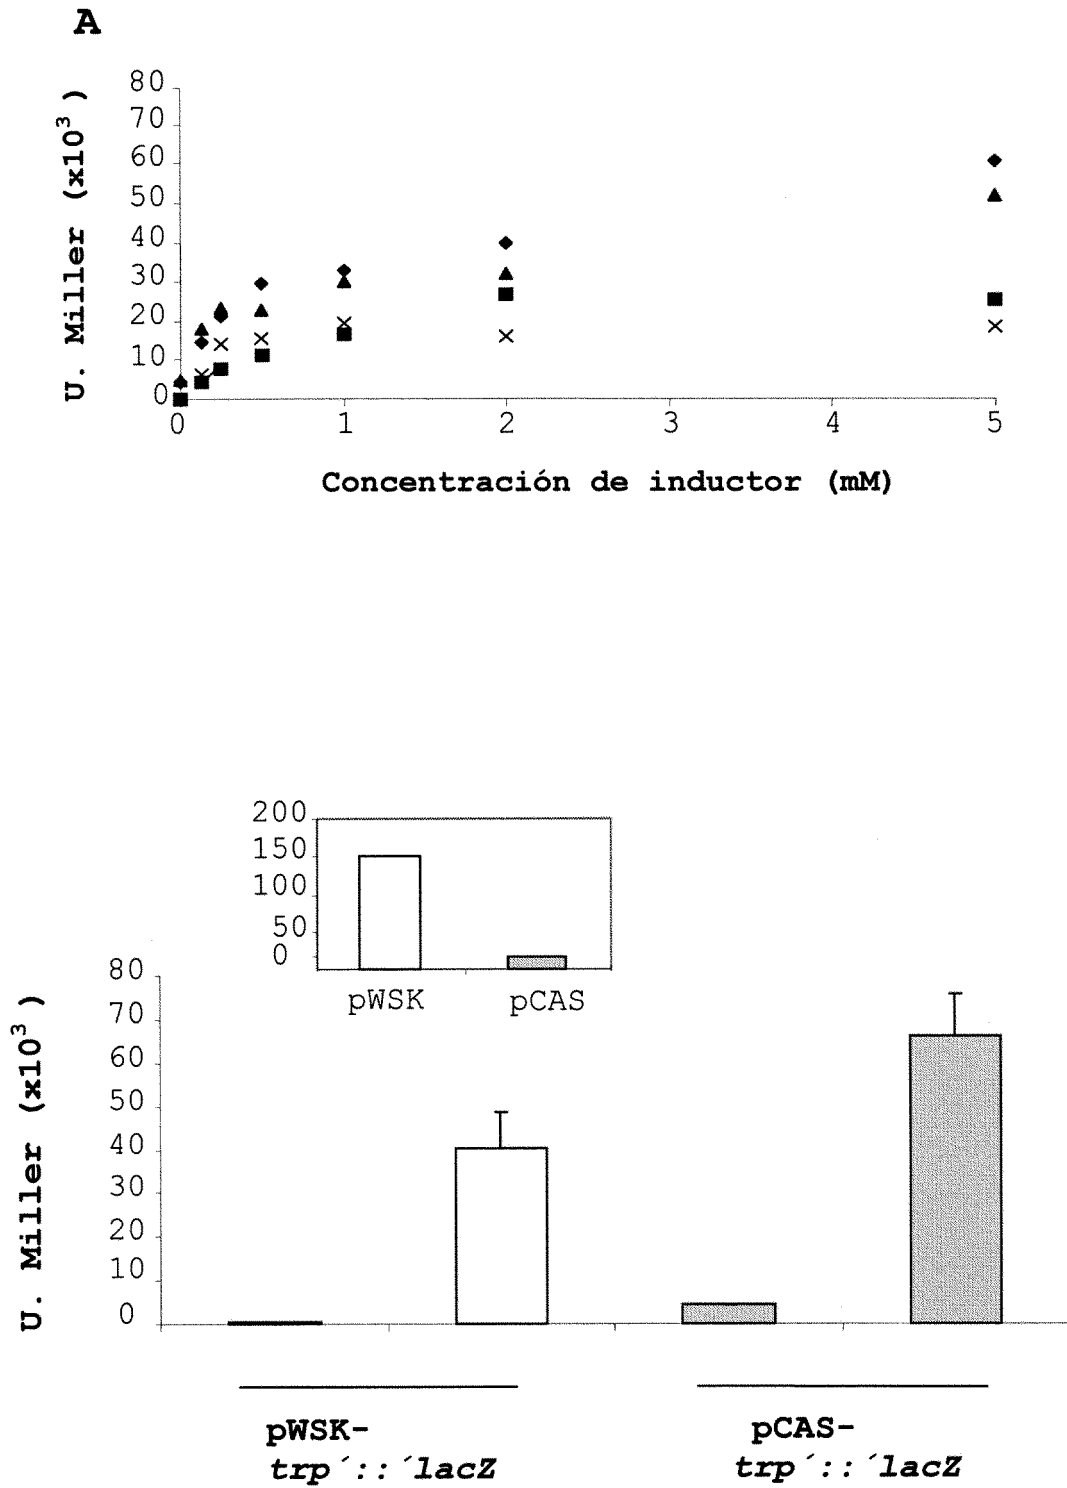 A
U. Miller (x10³)
80
70
60
50
40
30
20
10
0
0 1 2 3 4 5
Concentración de inductor (mM)
200
150
100
50
0
pWSK pCAS
U. Miller (x10³)
80
70
60
50
40
30
20
10
0
pWSK- pCAS-
trp´::´lacZ trp´::´lacZ